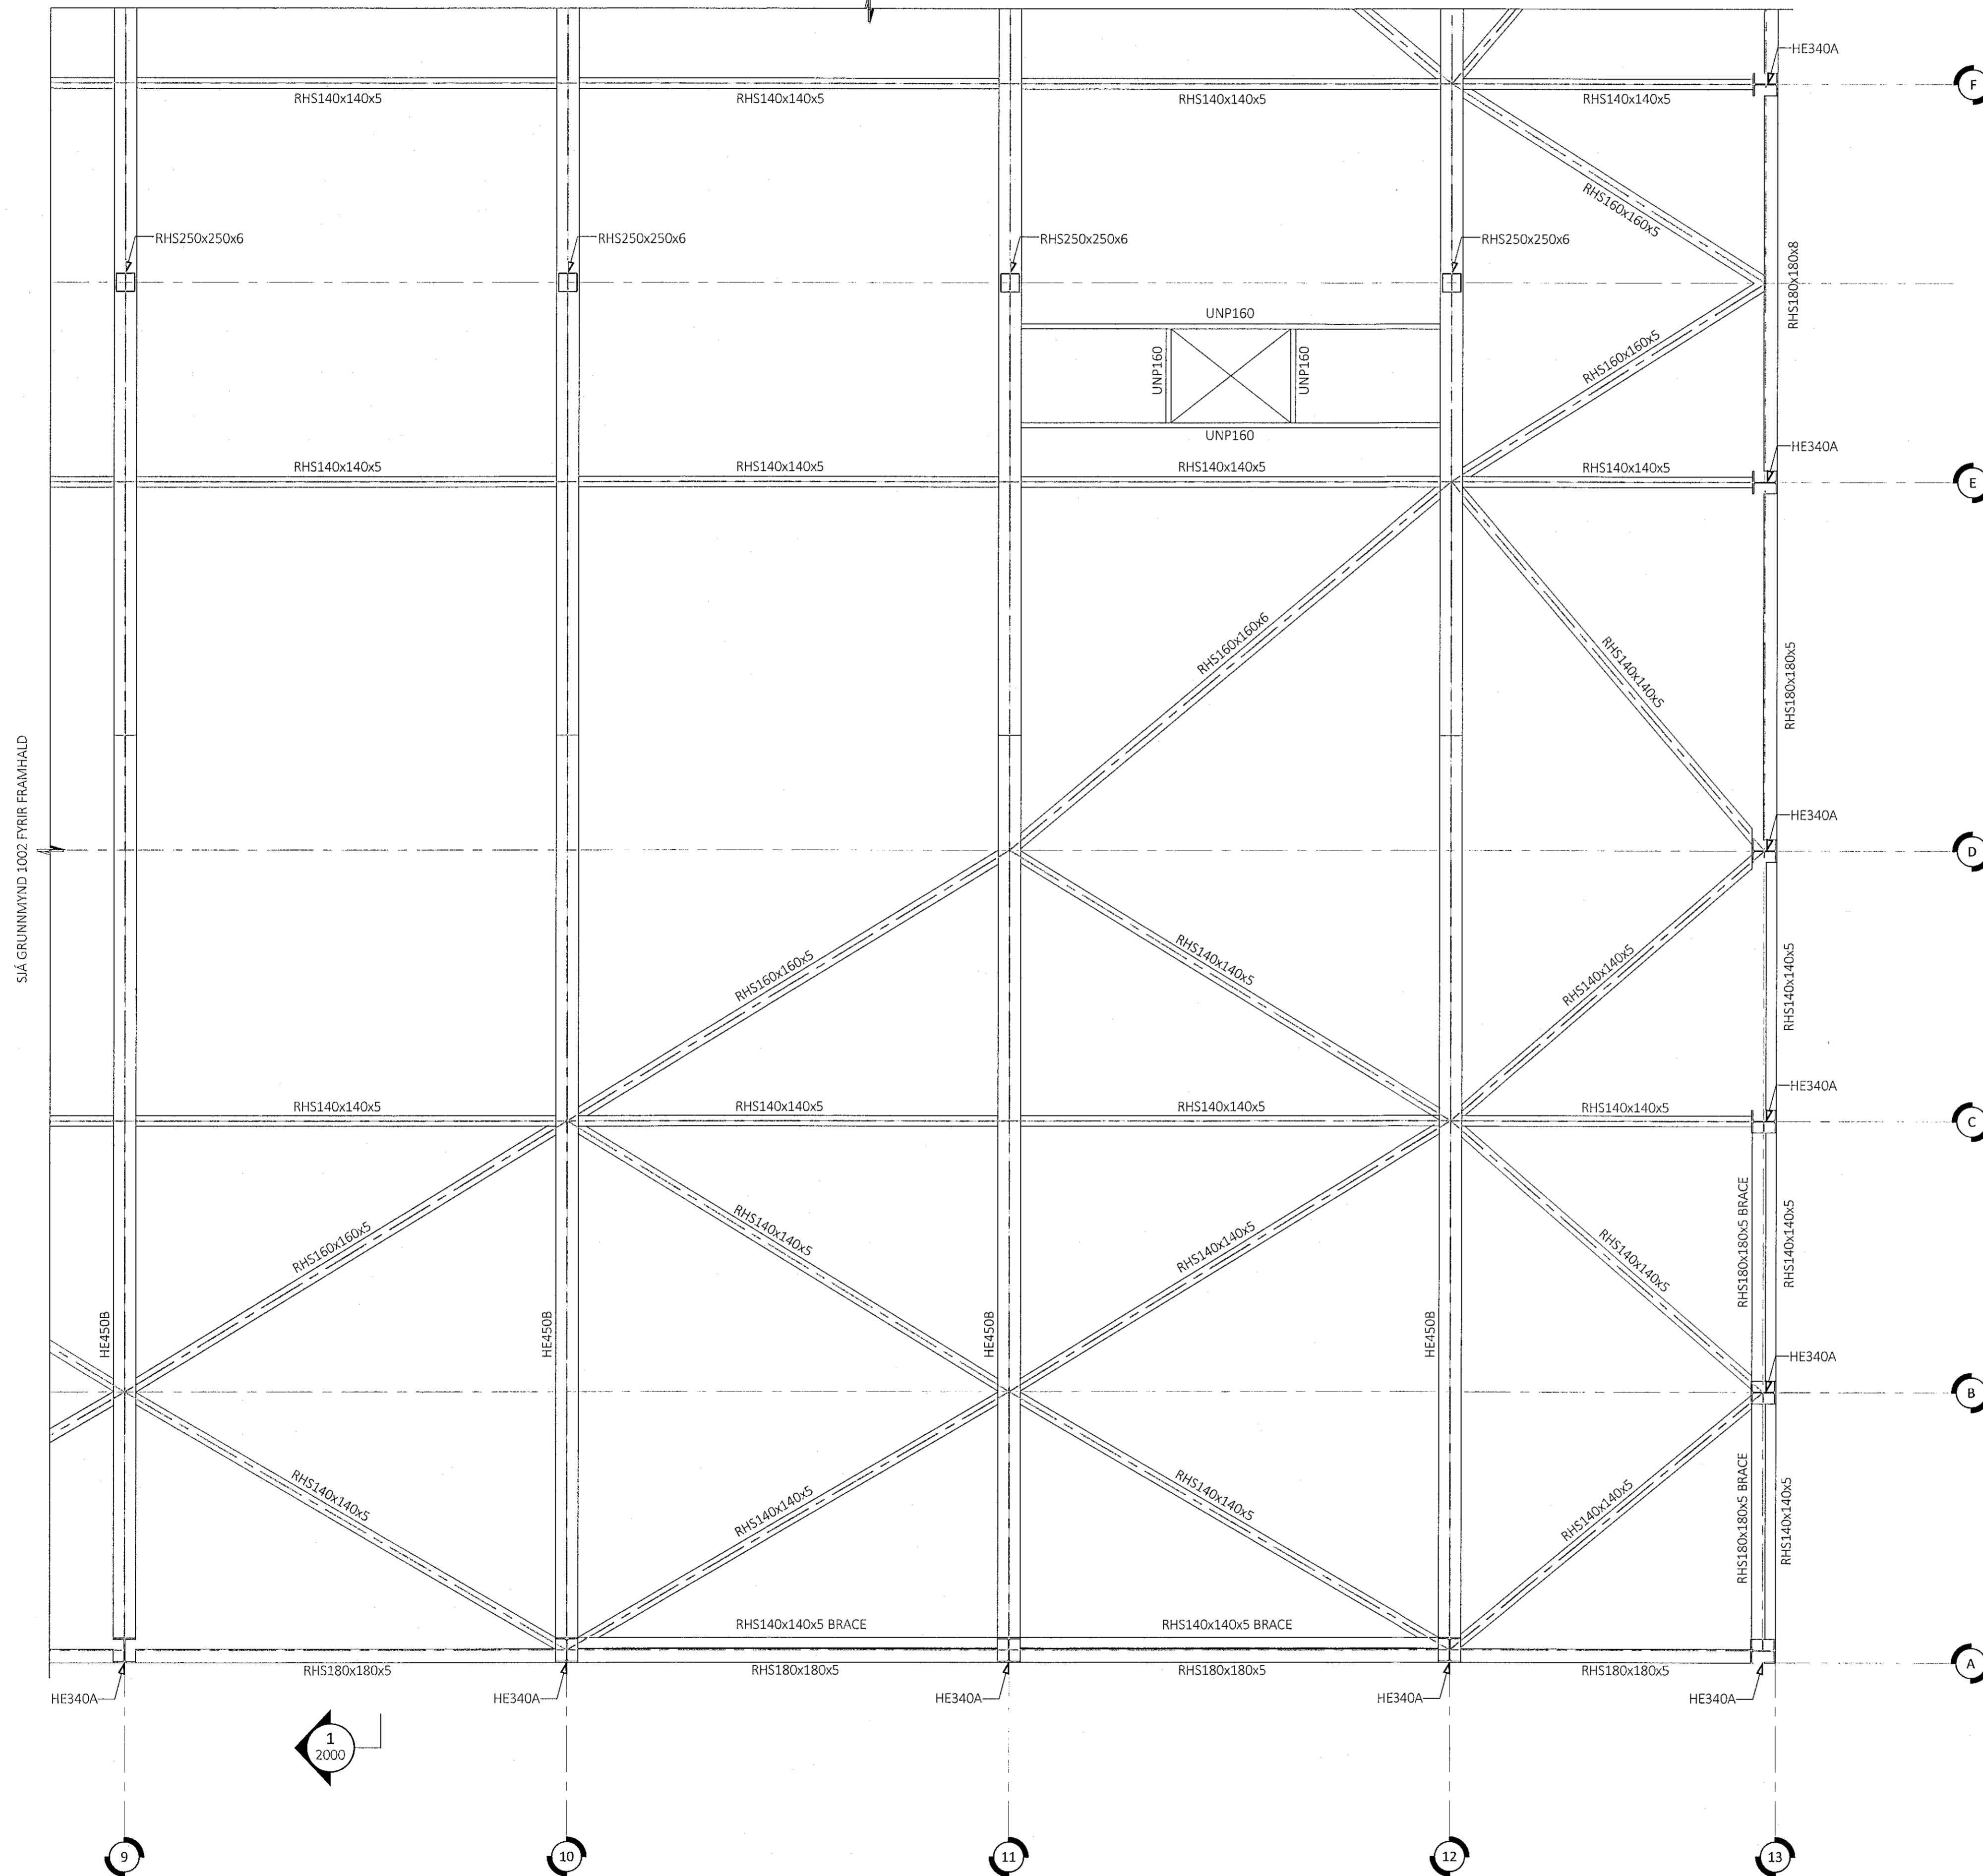 HE340A
F
RHS140x140x5
RHS140x140x5
RHS140x140x5
RHS140x140x5
RHS160x160x5
RHS250x250x6
RHS250x250x6
RHS250x250x6
RHS250x250x6
RHS180x180x8
UNP160
RHS160x160x5
UNP160
UNP160
UNP160
HE340A
RHS140x140x5
RHS140x140x5
RHS140x140x5
RHS140x140x5
E
RHS160x160x6
RHS140x140x5
RHS180x180x5
SJÁ GRUNNMYND 1002 FYRIR FRAMHALD
HE340A
D
RHS160x160x5
RHS140x140x5
RHS140x140x5
RHS140x140x5
HE340A
RHS140x140x5
RHS140x140x5
RHS140x140x5
RHS140x140x5
C
RHS160x160x5
RHS140x140x5
RHS140x140x5
RHS140x140x5
RHS180x180x5 BRACE
RHS140x140x5
HE450B
HE450B
HE450B
HE450B
HE340A
B
RHS140x140x5
RHS140x140x5
RHS140x140x5
RHS140x140x5
RHS180x180x5 BRACE
RHS140x140x5
RHS140x140x5 BRACE
RHS140x140x5 BRACE
RHS180x180x5
RHS180x180x5
RHS180x180x5
RHS180x180x5
A
HE340A
HE340A
HE340A
HE340A
HE340A
1
2000
9
10
11
12
13